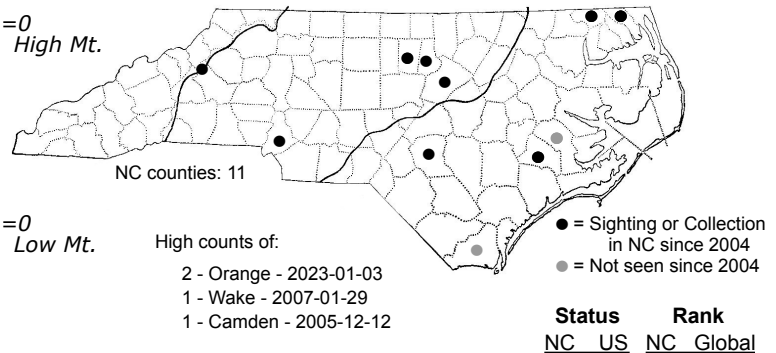 =0
High Mt.
NC counties: 11
=0
Low Mt.
High counts of:
2 - Orange - 2023-01-03
1 - Wake - 2007-01-29
1 - Camden - 2005-12-12
= Sighting or Collection
in NC since 2004
= Not seen since 2004
Status Rank
NC US NC Global